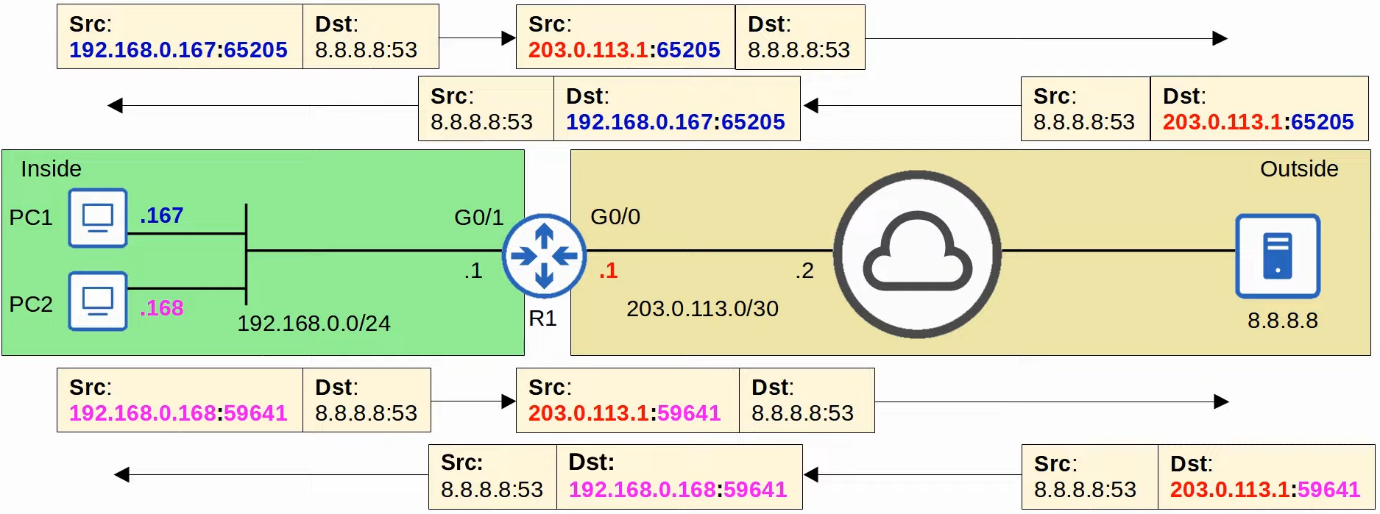 Src: Dst:
192.168.0.167:65205 8.8.8.8:53
Src: Dst:
203.0.113.1:65205 8.8.8.8:53
Src: Dst:
8.8.8.8:53 192.168.0.167:65205
Src: Dst:
8.8.8.8:53 203.0.113.1:65205
Inside
Outside
PC1
.167
G0/1
G0/0
.1
.1
.2
PC2
.168
192.168.0.0/24
R1
203.0.113.0/30
8.8.8.8
Src: Dst:
192.168.0.168:59641 8.8.8.8:53
Src: Dst:
203.0.113.1:59641 8.8.8.8:53
Src: Dst:
8.8.8.8:53 192.168.0.168:59641
Src: Dst:
8.8.8.8:53 203.0.113.1:59641